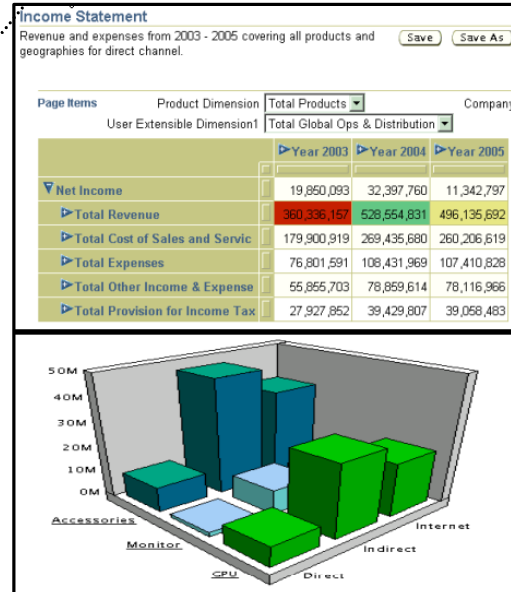 Income Statement
Revenue and expenses from 2003 - 2005 covering all products and
geographies for direct channel.
Save Save As
Page Items Product Dimension Total Products Company
User Extensible Dimension1 Total Global Ops & Distribution
Year 2003 Year 2004 Year 2005
Net Income 19,850,093 32,397,760 11,342,797
Total Revenue 360,336,157 528,554,831 496,135,692
Total Cost of Sales and Servic 179,900,919 269,435,680 260,206,619
Total Expenses 76,801,591 108,431,969 107,410,828
Total Other Income & Expense 55,855,703 78,859,614 78,116,966
Total Provision for Income Tax 27,927,852 39,429,807 39,058,483
50M
40M
30M
20M
10M
0M
Accessories
Monitor
CPU
Direct
Indirect
Internet